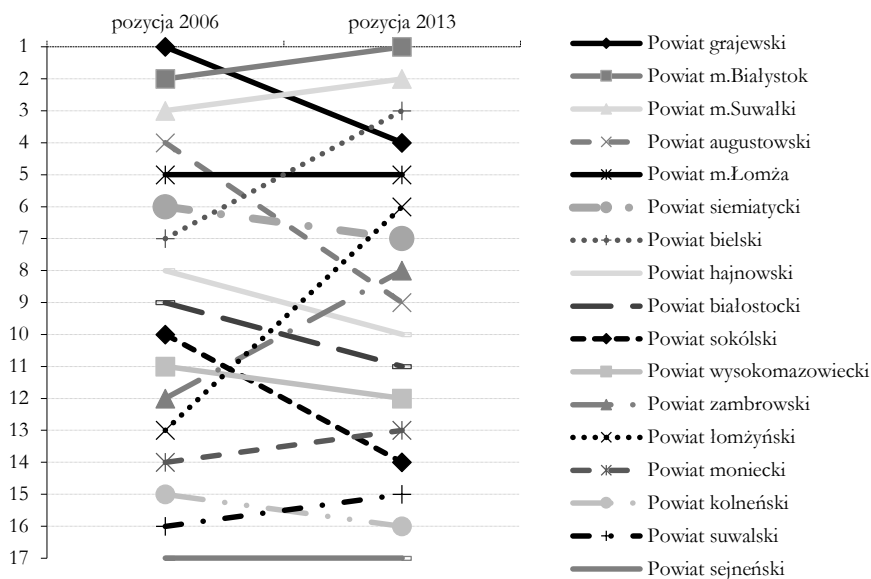 pozycja 2006 pozycja 2013
1
2
3
4
5
6
7
8
9
10
11
12
13
14
15
16
17
Powiat grajewski
Powiat m.Białystok
Powiat m.Suwałki
Powiat augustowski
Powiat m.Łomża
Powiat siemiatycki
Powiat bielski
Powiat hajnowski
Powiat białostocki
Powiat sokólski
Powiat wysokomazowiecki
Powiat zambrowski
Powiat łomżyński
Powiat moniecki
Powiat kolneński
Powiat suwalski
Powiat sejneński